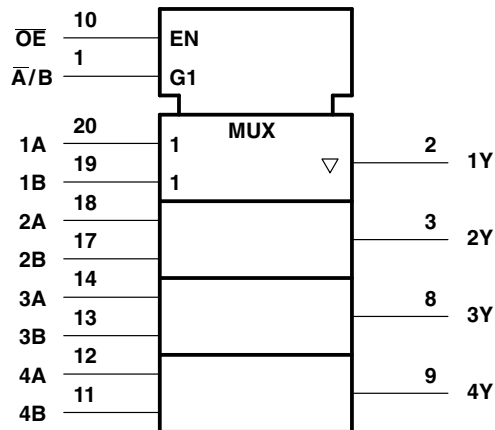 OE 10 EN
A/B 1 G1
MUX
1A 20 1
1B 19 1
▽ 2 1Y
2A 18
2B 17
3 2Y
3A 14
3B 13
8 3Y
4A 12
4B 11
9 4Y